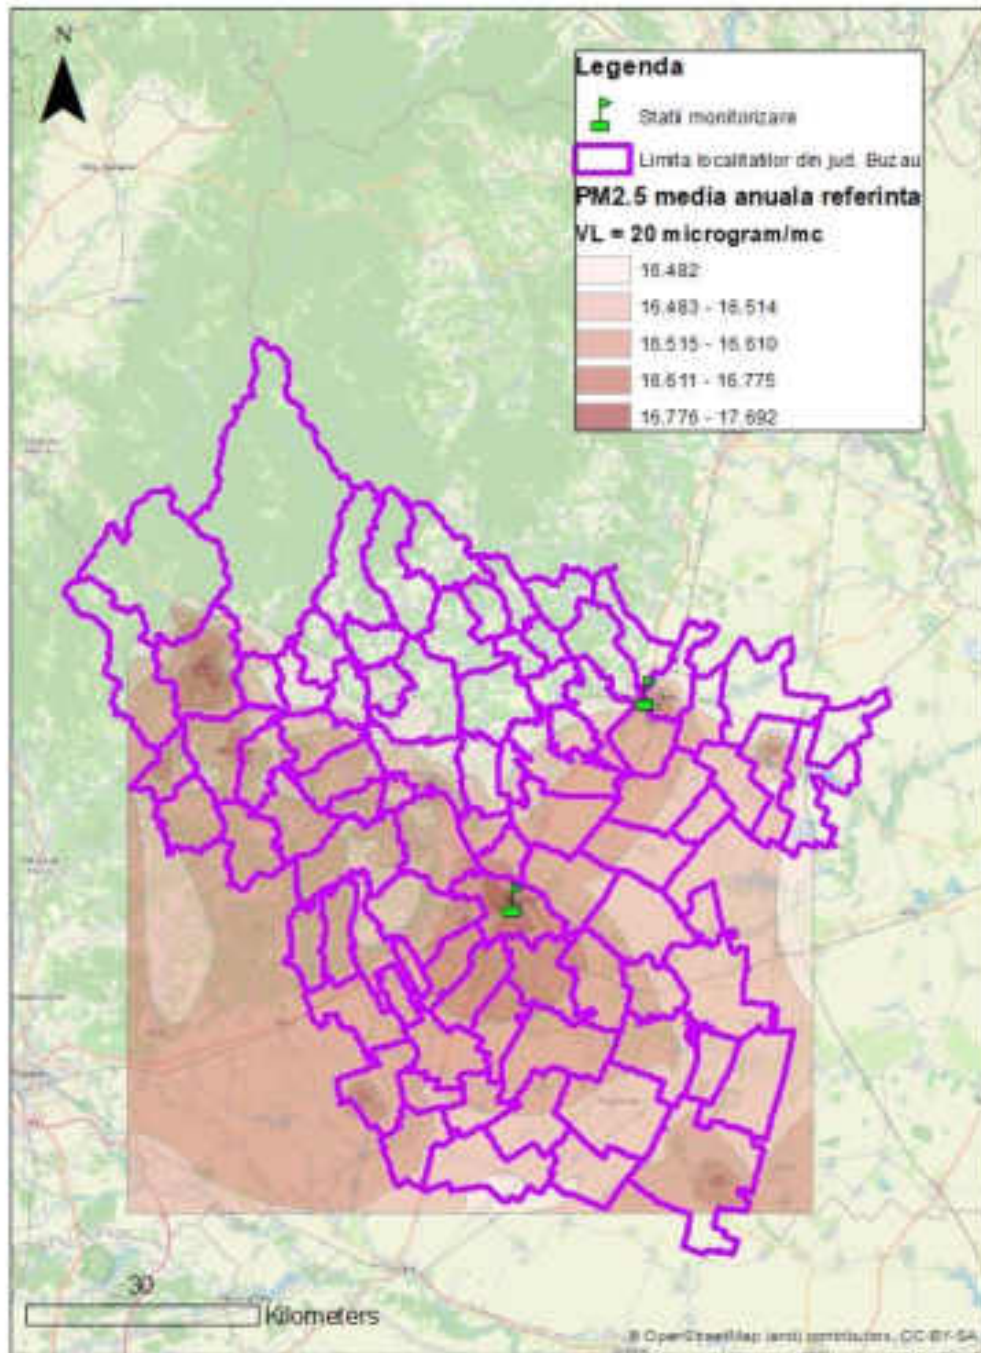 N
Legenda
Statii monitorizare
Limita localitatilor din jud. Buzau
PM2.5 media anuala referinta
VL = 20 microgram/mc
16.482
16.483 - 16.514
16.515 - 16.610
16.611 - 16.775
16.776 - 17.692
30
Kilometers
© OpenStreetMap (and) contributors, CC-BY-SA